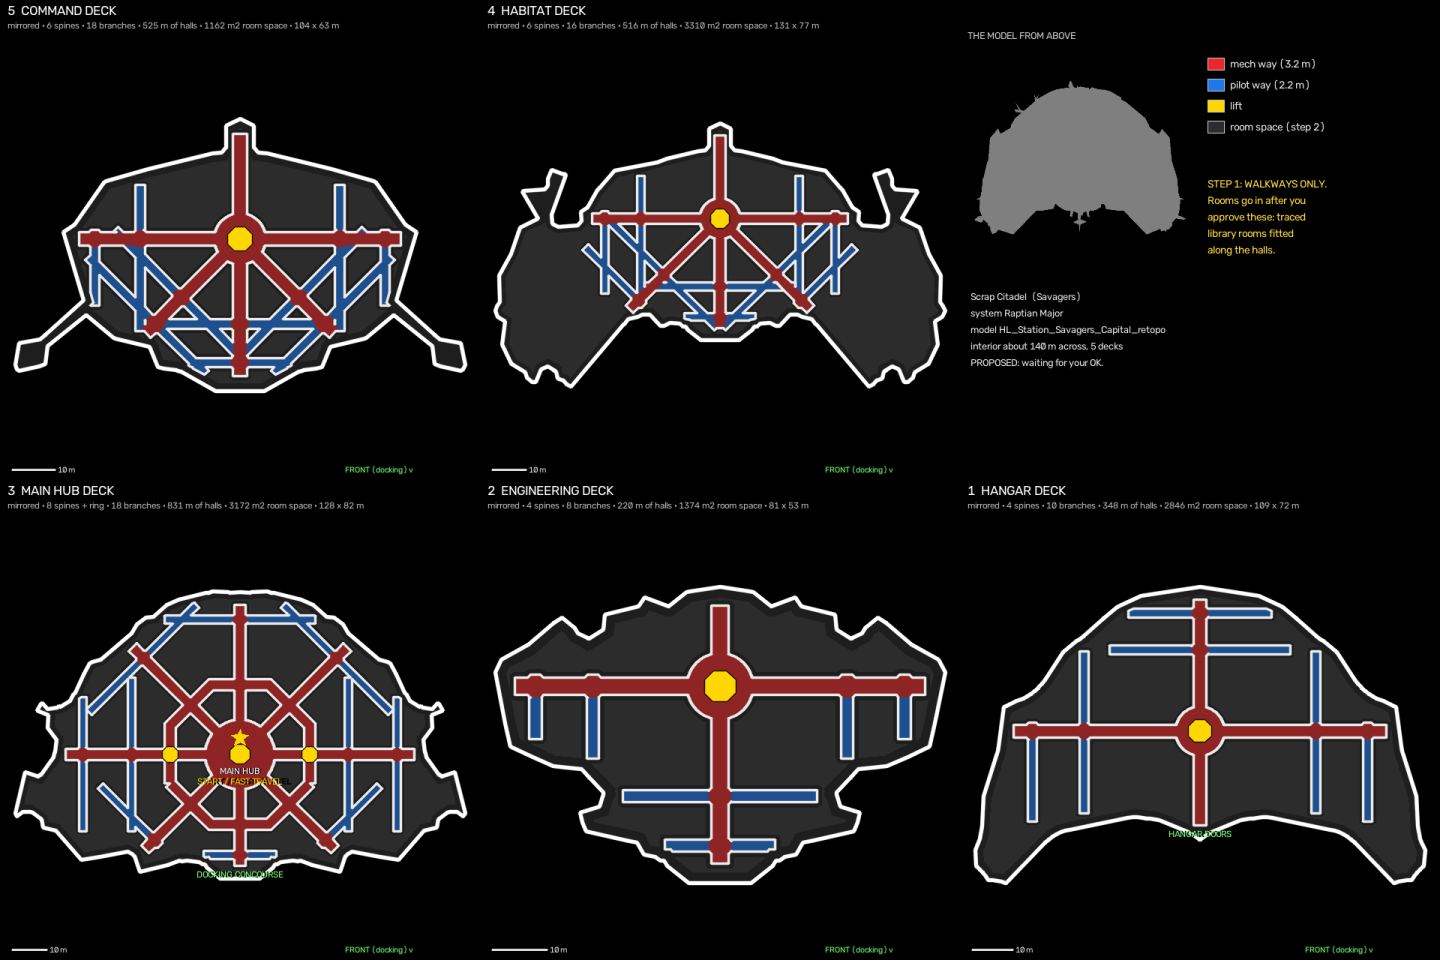 5 COMMAND DECK
mirrored • 6 spines • 18 branches • 525 m of halls • 1162 m2 room space • 104 x 63 m
4 HABITAT DECK
mirrored • 6 spines • 16 branches • 516 m of halls • 3310 m2 room space • 131 x 77 m
THE MODEL FROM ABOVE
mech way (3.2 m)
pilot way (2.2 m)
lift
room space (step 2)
STEP 1: WALKWAYS ONLY.
Rooms go in after you
approve these: traced
library rooms fitted
along the halls.
Scrap Citadel (Savagers)
system Raptian Major
model HL_Station_Savagers_Capital_retopo
interior about 140 m across, 5 decks
PROPOSED: waiting for your OK.
10 m
FRONT (docking) v
10 m
FRONT (docking) v
3 MAIN HUB DECK
mirrored • 8 spines + ring • 18 branches • 831 m of halls • 3172 m2 room space • 128 x 82 m
MAIN HUB
START / FAST TRAVEL
DOCKING CONCOURSE
10 m
FRONT (docking) v
2 ENGINEERING DECK
mirrored • 4 spines • 8 branches • 220 m of halls • 1374 m2 room space • 81 x 53 m
10 m
FRONT (docking) v
1 HANGAR DECK
mirrored • 4 spines • 10 branches • 348 m of halls • 2846 m2 room space • 109 x 72 m
HANGAR DOORS
10 m
FRONT (docking) v